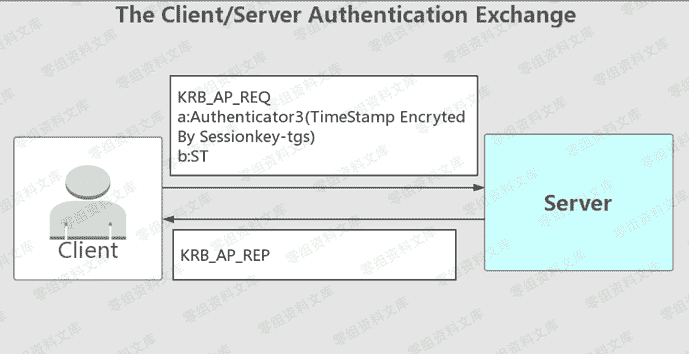 The Client/Server Authentication Exchange
KRB_AP_REQ
a:Authenticator3(TimeStamp Encryted
By Sessionkey-tgs)
b:ST
Client
Server
KRB_AP_REP
零组资料文库